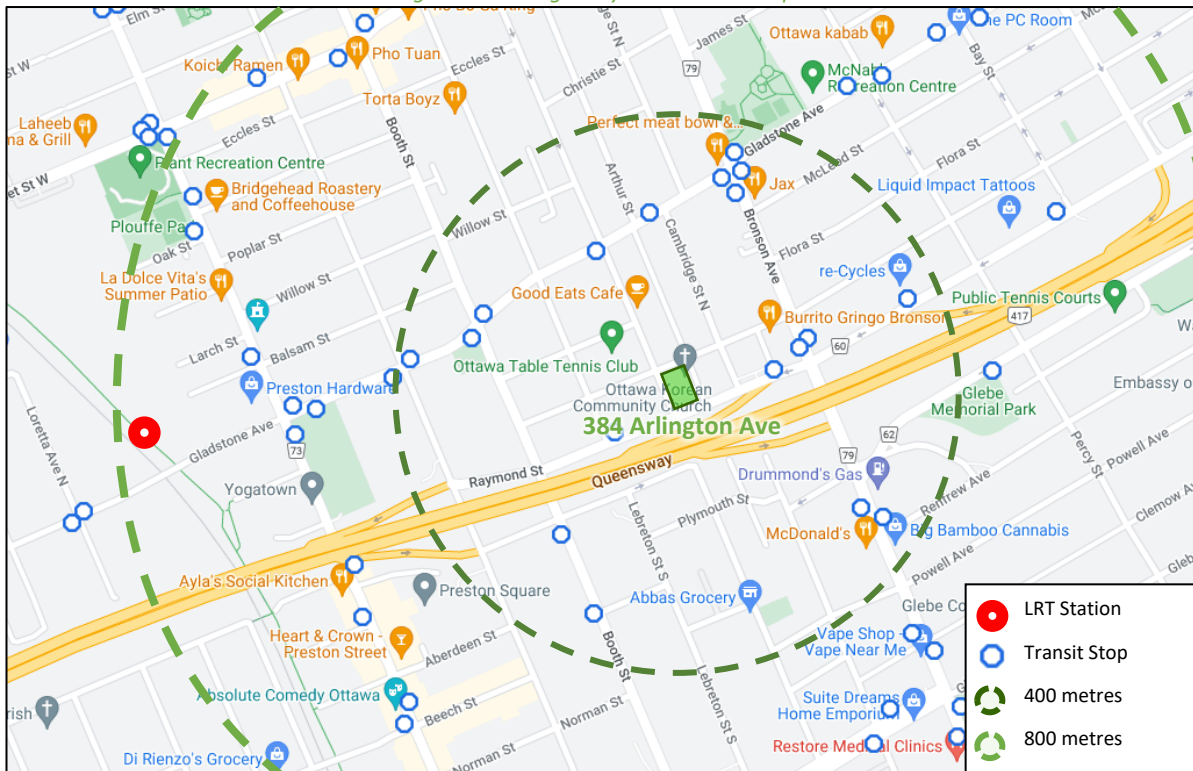 Elm St
Koichi Ramen
Pho Tuan
Eccles St
Torta Boyz
Christie St
James St
79
Ottawa kabab
The PC Room
Bay St
McNabb
Recreation Centre
Laheeb
na & Grill
Eccles St
Booth St
Perfect meat bowl &...
Gladstone Ave
McLeod St
Flora St
et St W
Plant Recreation Centre
Jax
Arthur St
Cambridge St N
Liquid Impact Tattoos
Bridgehead Roastery
and Coffeehouse
Plouffe Park
Oak St
Poplar St
Willow St
Bronson Ave
Flora St
re-Cycles
La Dolce Vita's
Summer Patio
Willow St
Good Eats Cafe
Public Tennis Courts
417
Burrito Gringo Bronson
60
Larch St
Balsam St
Ottawa Table Tennis Club
Preston Hardware
Ottawa Korean
Community Church
Glebe
Memorial Park
Embassy o
384 Arlington Ave
Loretta Ave N
Gladstone Ave
73
62
79
Percy St
Powell Ave
Raymond St
Queensway
Drummond's Gas
Yogatown
Lebreton St S
Plymouth St
Renfrew Ave
Clemow Ave
McDonald's
Big Bamboo Cannabis
Powell Ave
Ayla's Social Kitchen
Preston Square
Abbas Grocery
Glebe Co
Heart & Crown -
Preston Street
Aberdeen St
Booth St
Vape Shop -
Vape Near Me
Lebreton St S
Absolute Comedy Ottawa
Beech St
Norman St
Suite Dreams
Home Emporium
rish
Di Rienzo's Grocery
Norman St
Restore Medical Clinics
LRT Station
Transit Stop
400 metres
800 metres